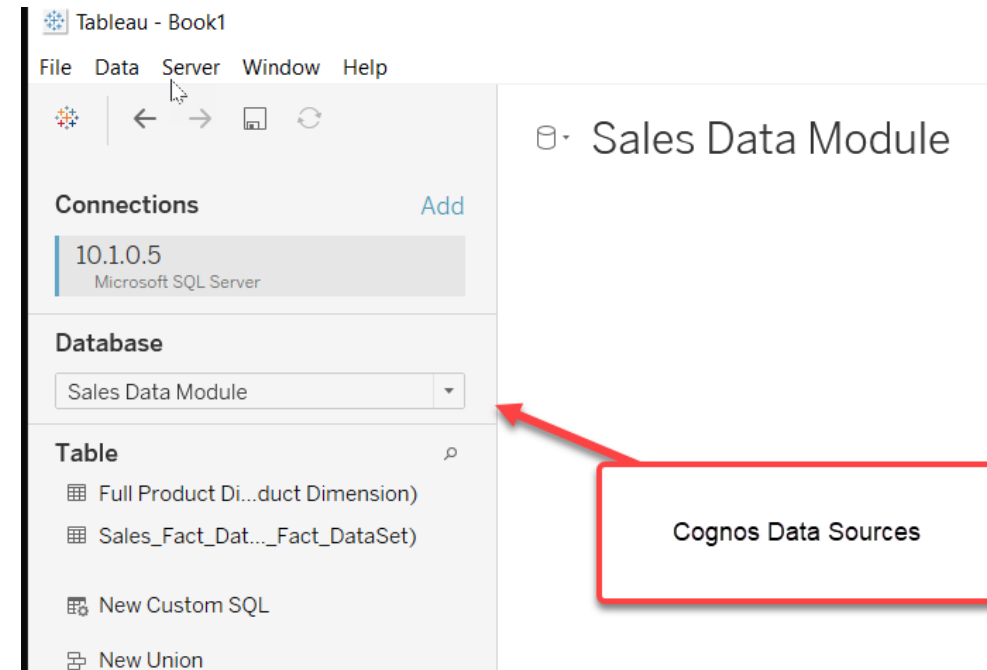 Tableau - Book1
File Data Server Window Help
Sales Data Module
Connections Add
10.1.0.5
Microsoft SQL Server
Database
Sales Data Module
Table
Full Product Di...duct Dimension)
Sales_Fact_Dat..._Fact_DataSet)
Cognos Data Sources
New Custom SQL
New Union